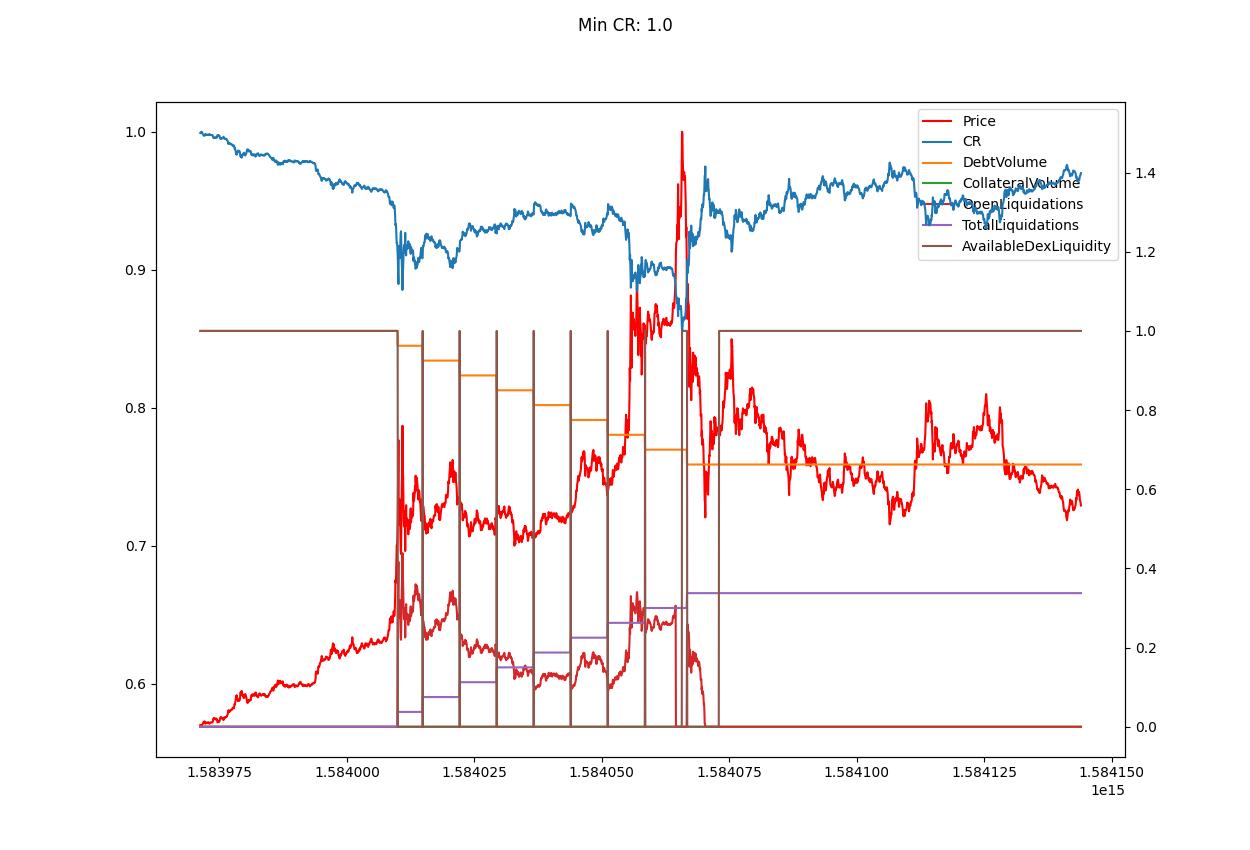 Min CR: 1.0
1.0
0.9
0.8
0.7
0.6
Price
CR
DebtVolume
CollateralVolume
OpenLiquidations
TotalLiquidations
AvailableDexLiquidity
1.4
1.2
1.0
0.8
0.6
0.4
0.2
0.0
1.583975 1.584000 1.584025 1.584050 1.584075 1.584100 1.584125 1.584150
1e15